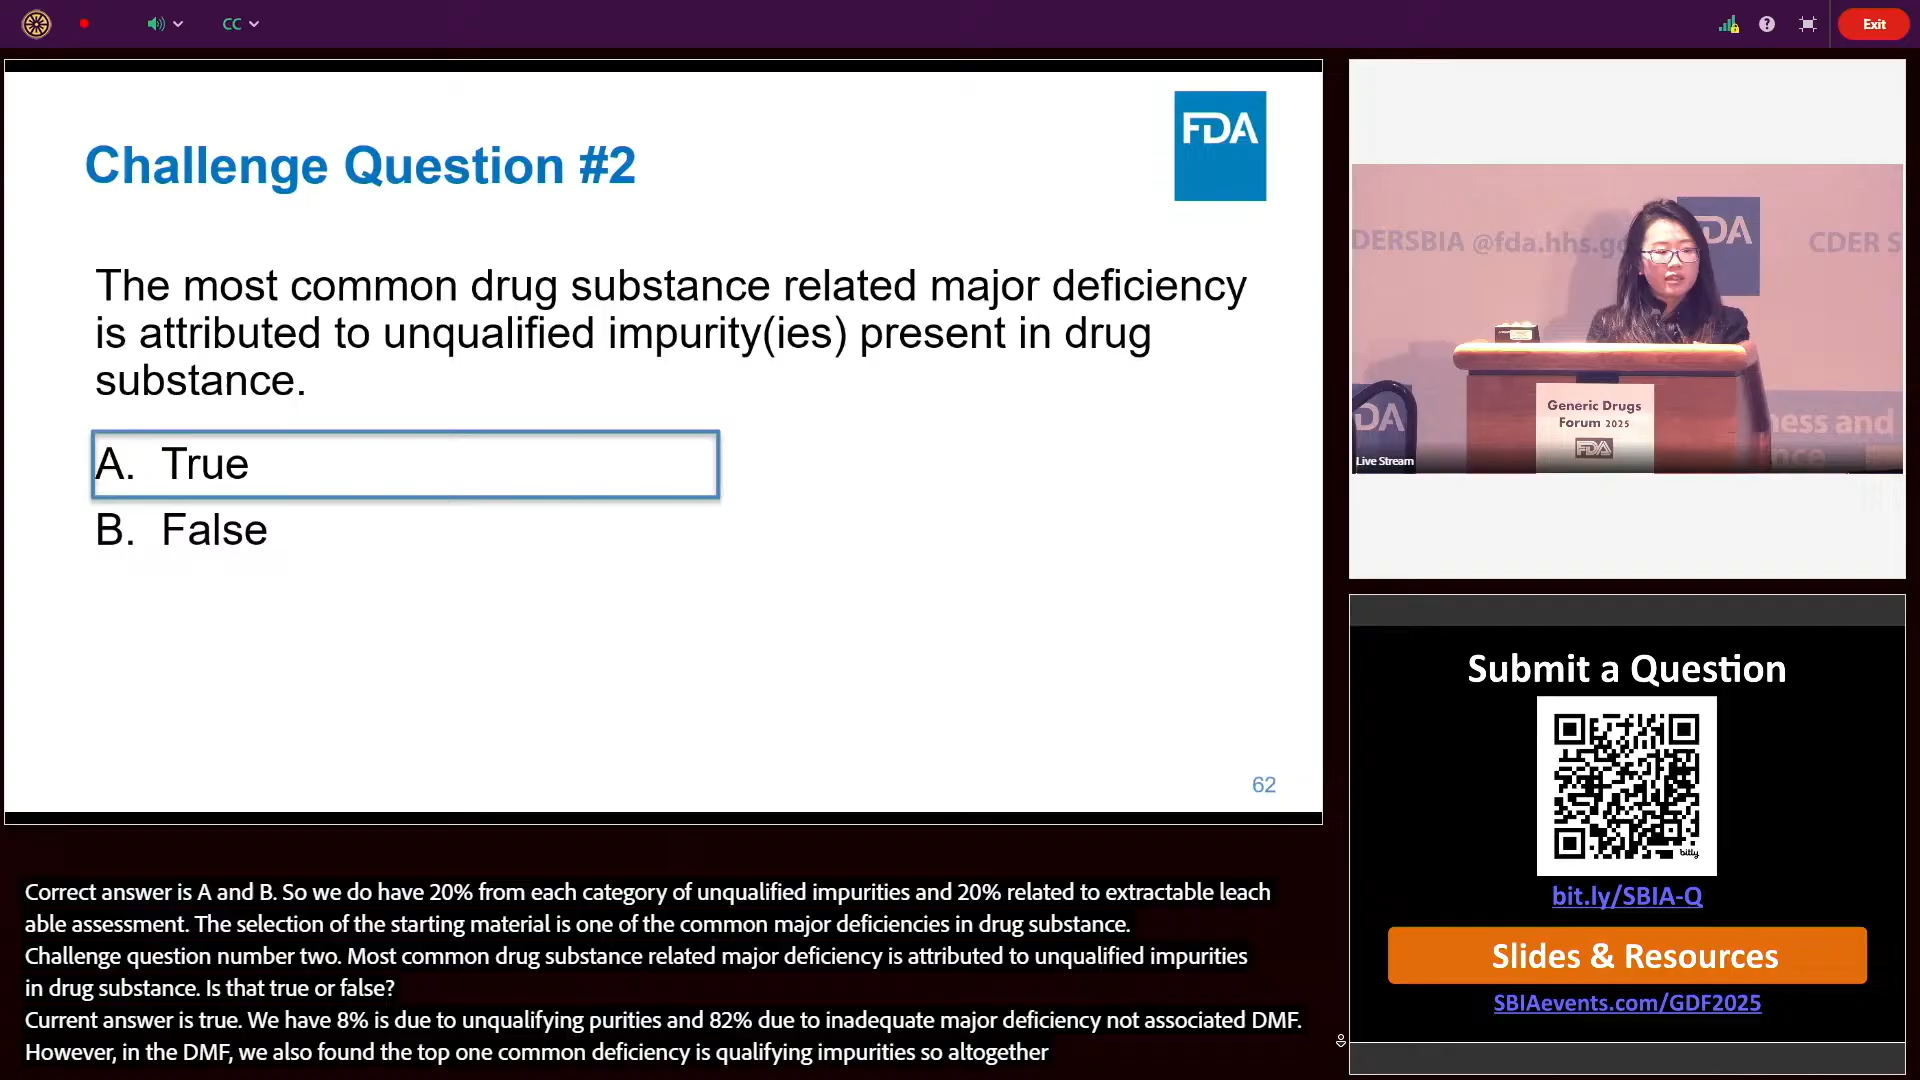 CC
Exit
FDA
Challenge Question #2
The most common drug substance related major deficiency
is attributed to unqualified impurity(ies) present in drug
substance.
A. True
B. False
62
DERSBIA @fda.hhs.go
DA
CDER S
Generic Drugs
Forum 2025
FDA
DA
ness and
nce
Live Stream
Submit a Question
bitly
bit.ly/SBIA-Q
Slides & Resources
SBIAevents.com/GDF2025
Correct answer is A and B. So we do have 20% from each category of unqualified impurities and 20% related to extractable leach
able assessment. The selection of the starting material is one of the common major deficiencies in drug substance.
Challenge question number two. Most common drug substance related major deficiency is attributed to unqualified impurities
in drug substance. Is that true or false?
Current answer is true. We have 8% is due to unqualifying purities and 82% due to inadequate major deficiency not associated DMF.
However, in the DMF, we also found the top one common deficiency is qualifying impurities so altogether